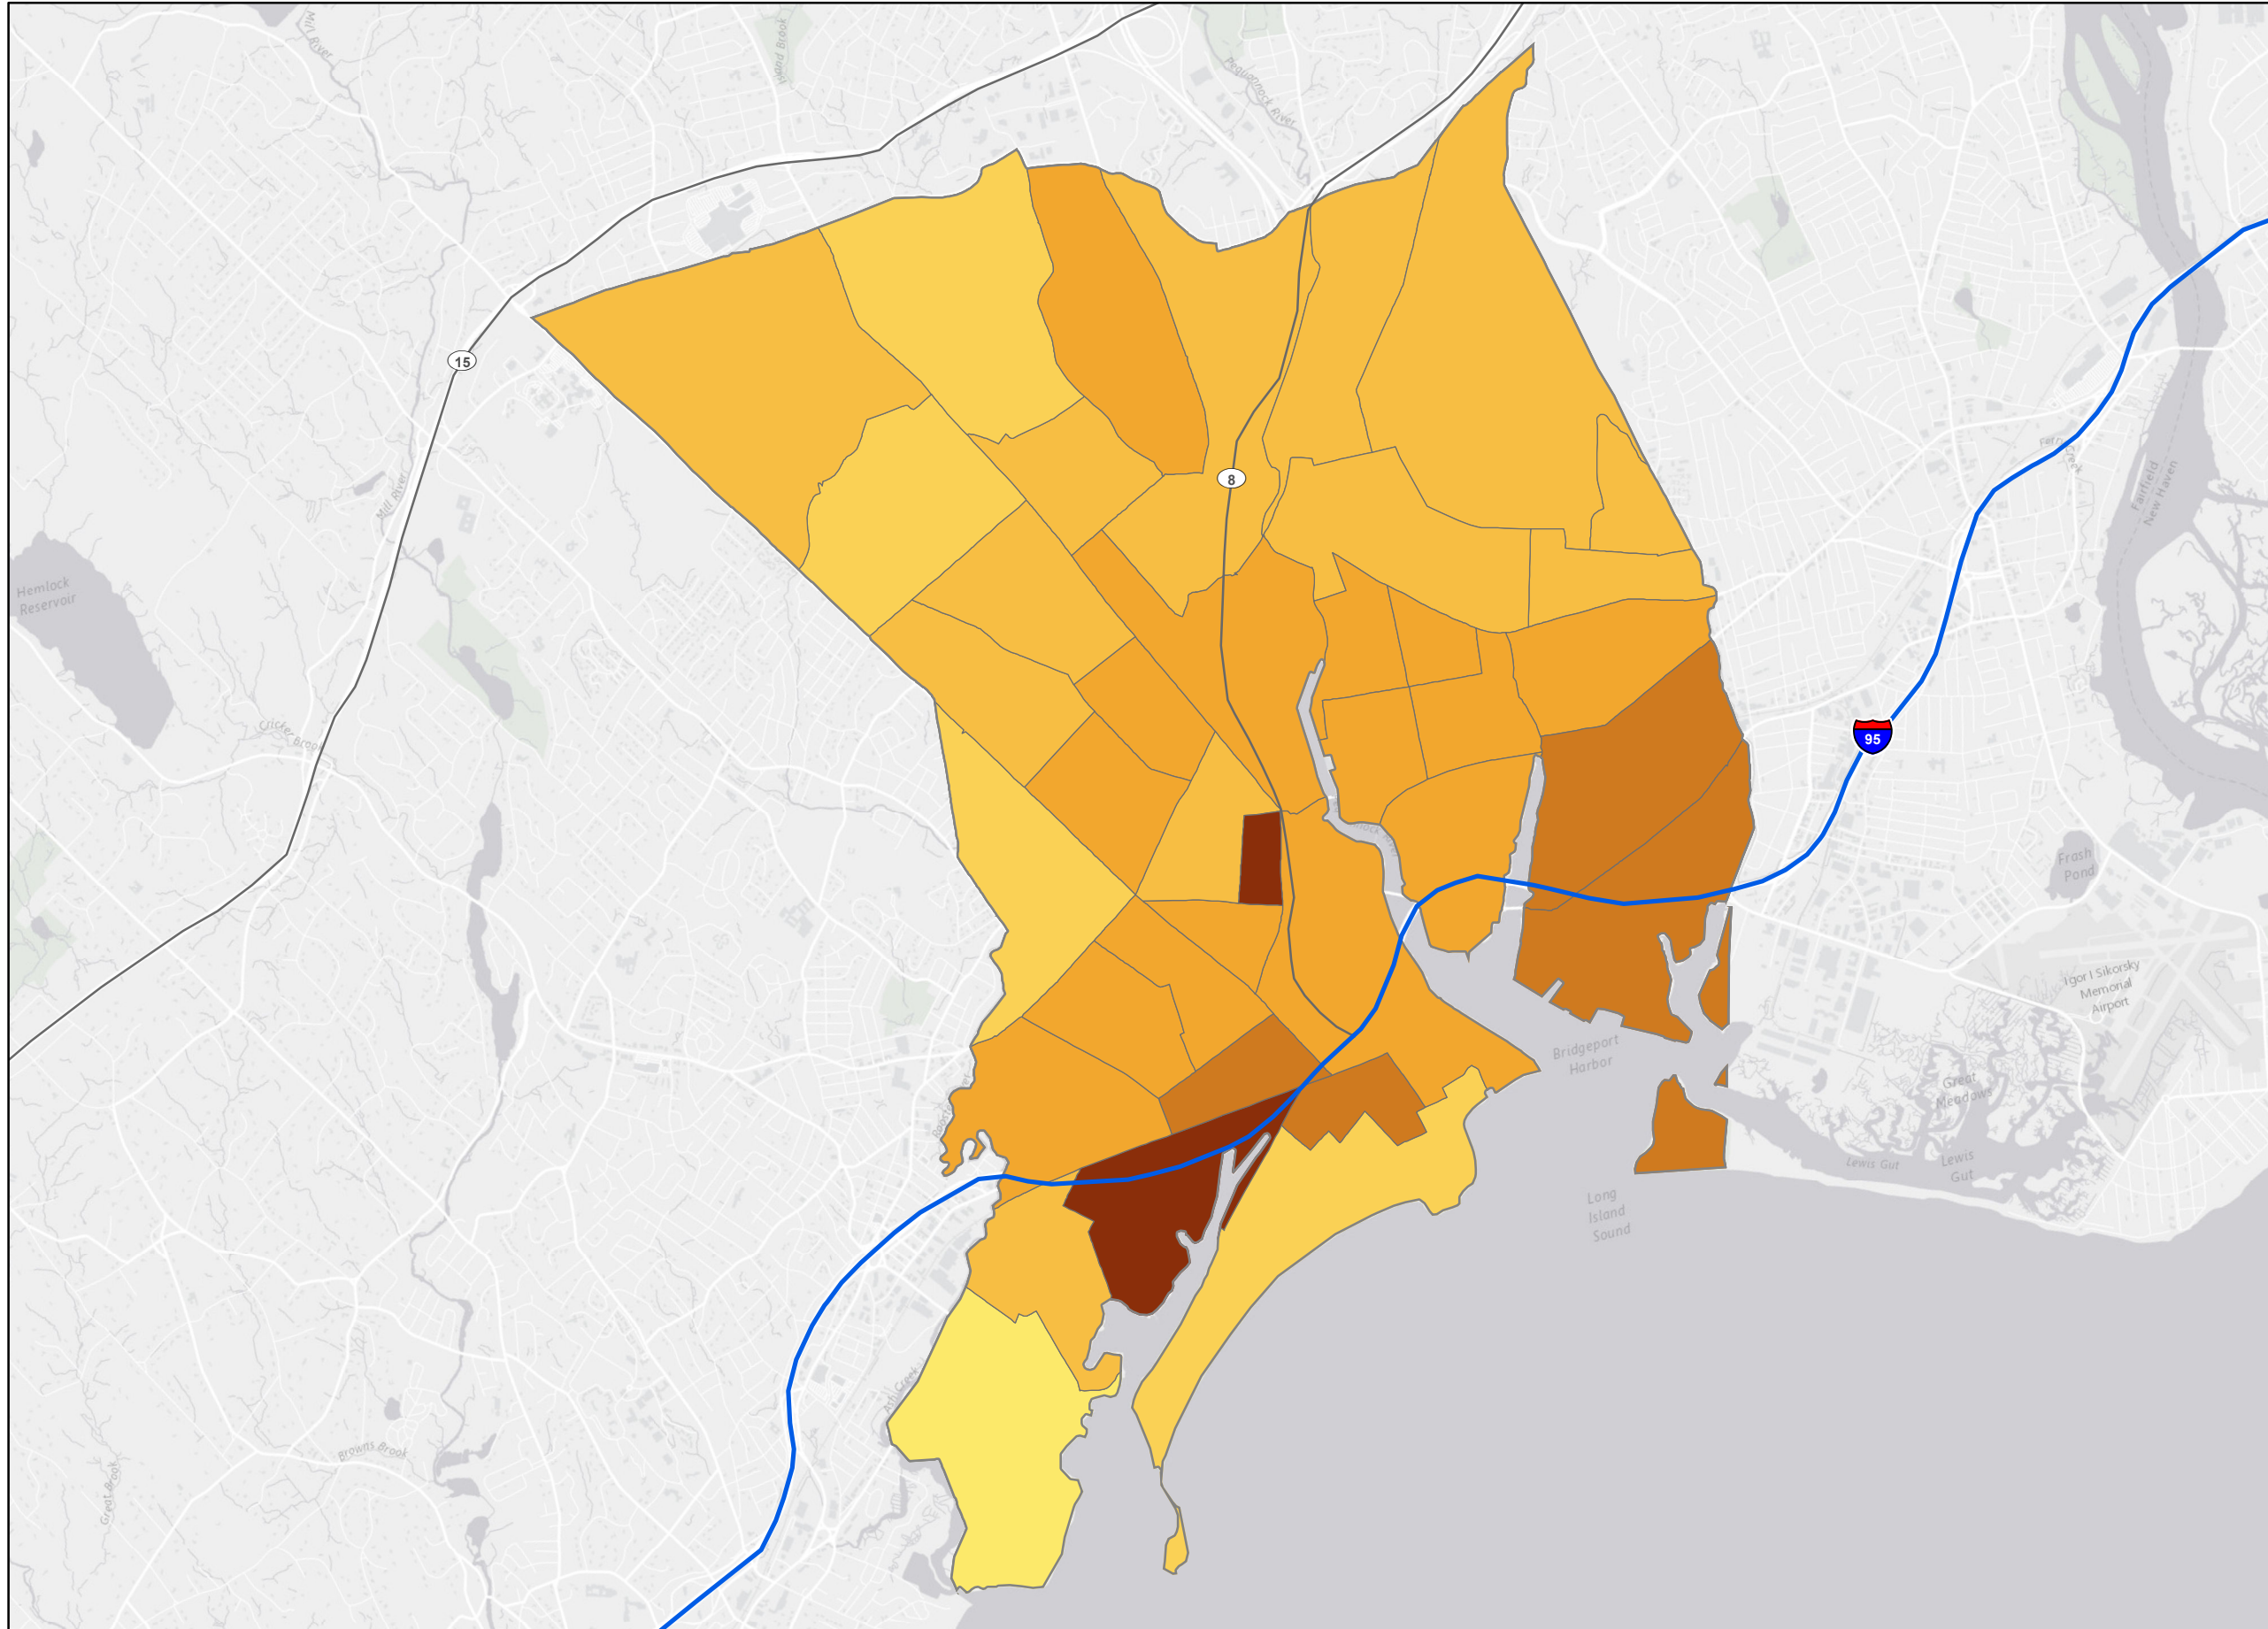 Mill River
Island Brook
Pequonnock River
15
8
Mill River
Hemlock
Reservoir
Cricker Brook
Ferry
Creek
Fairfield
New Haven
95
Frash
Pond
Igor I Sikorsky
Memorial
Airport
Bridgeport
Harbor
Great
Meadows
Lewis Gut
Lewis
Gut
Long
Island
Sound
Ash Creek
Browns Brook
Great Brook